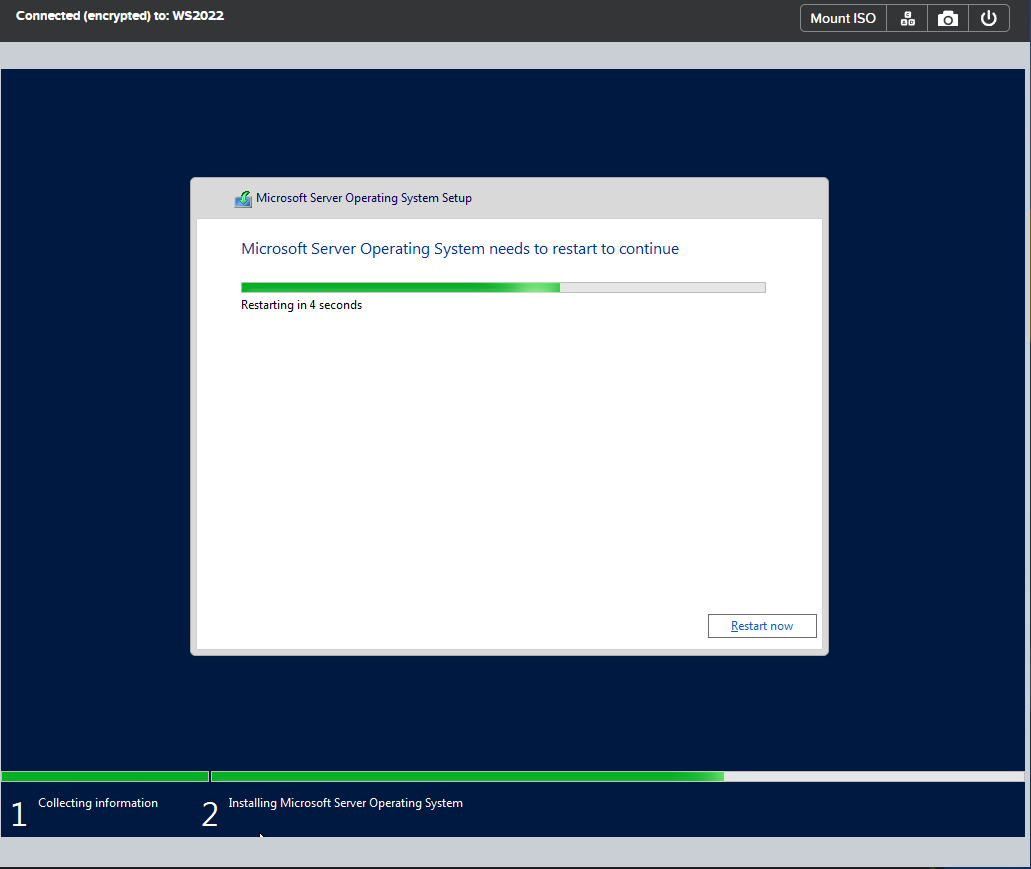 Connected (encrypted) to: WS2022
Mount ISO
Microsoft Server Operating System Setup
Microsoft Server Operating System needs to restart to continue
Restarting in 4 seconds
Restart now
1 Collecting information
2 Installing Microsoft Server Operating System